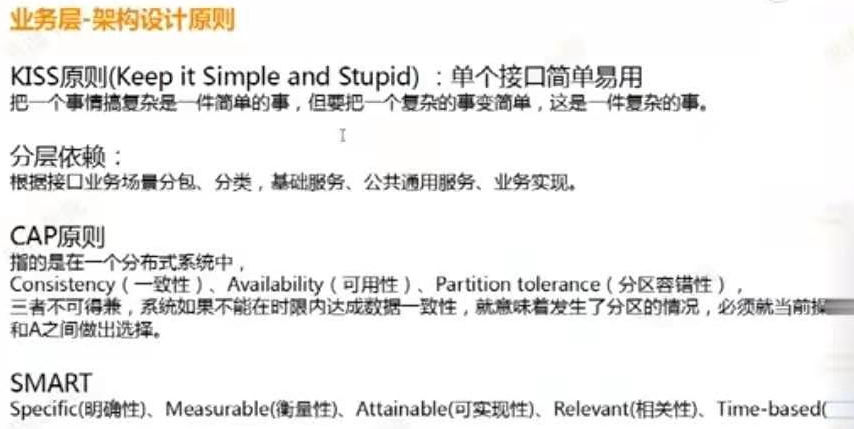 业务层-架构设计原则
KISS原则(Keep it Simple and Stupid) ：单个接口简单易用
把一个事情搞复杂是一件简单的事，但要把一个复杂的事变简单，这是一件复杂的事。
分层依赖：
根据接口业务场景分包、分类，基础服务、公共通用服务、业务实现。
CAP原则
指的是在一个分布式系统中，
Consistency（一致性）、Availability（可用性）、Partition tolerance（分区容错性），
三者不可得兼，系统如果不能在时限内达成数据一致性，就意味着发生了分区的情况，必须就当前操
和A之间做出选择。
SMART
Specific(明确性)、Measurable(衡量性)、Attainable(可实现性)、Relevant(相关性)、Time-based(